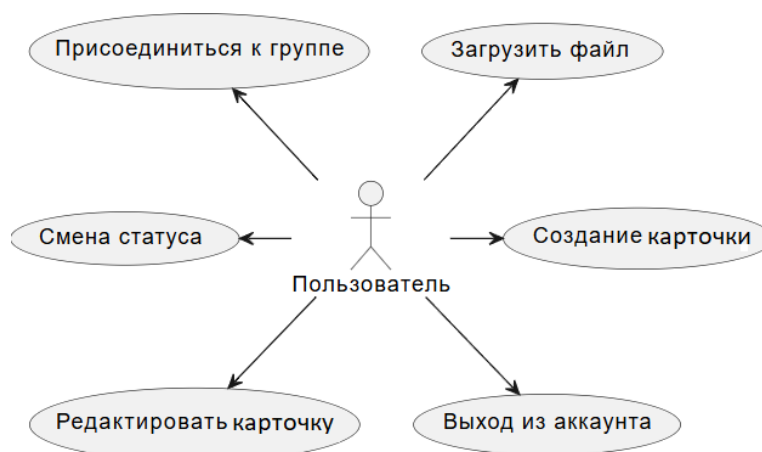 Присоединиться к группе
Загрузить файл
Смена статуса
Создание карточки
Пользователь
Редактировать карточку
Выход из аккаунта